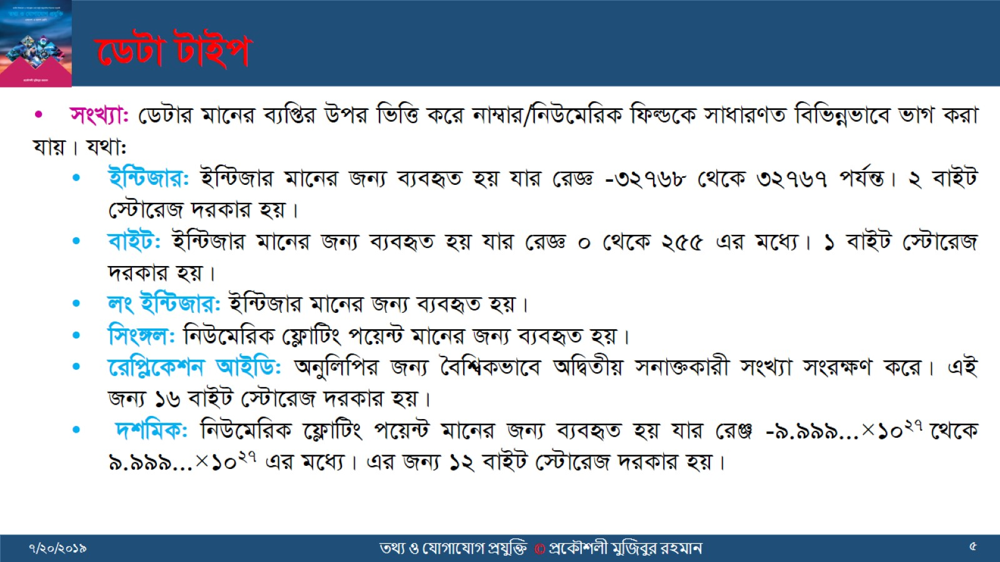 তথ্য ও যোগাযোগ প্রযুক্তি
ডেটা টাইপ
• সংখ্যা: ডেটার মানের ব্যপ্তির উপর ভিত্তি করে নাম্বার/নিউমেরিক ফিল্ডকে সাধারণত বিভিন্নভাবে ভাগ করা
যায়। যথা:
• ইন্টিজার: ইন্টিজার মানের জন্য ব্যবহৃত হয় যার রেজ্ঞ -৩২৭৬৮ থেকে ৩২৭৬৭ পর্যন্ত। ২ বাইট
স্টোরেজ দরকার হয়।
• বাইট: ইন্টিজার মানের জন্য ব্যবহৃত হয় যার রেজ্ঞ ০ থেকে ২৫৫ এর মধ্যে। ১ বাইট স্টোরেজ
দরকার হয়।
• লং ইন্টিজার: ইন্টিজার মানের জন্য ব্যবহৃত হয়।
• সিংঙ্গল: নিউমেরিক ফ্লোটিং পয়েন্ট মানের জন্য ব্যবহৃত হয়।
• রেপ্লিকেশন আইডি: অনুলিপির জন্য বৈশ্বিকভাবে অদ্বিতীয় সনাক্তকারী সংখ্যা সংরক্ষণ করে। এই
জন্য ১৬ বাইট স্টোরেজ দরকার হয়।
• দশমিক: নিউমেরিক ফ্লোটিং পয়েন্ট মানের জন্য ব্যবহৃত হয় যার রেঞ্জ -৯.৯৯৯...×১০²⁷ থেকে
৯.৯৯৯...×১০²⁷ এর মধ্যে। এর জন্য ১২ বাইট স্টোরেজ দরকার হয়।
৭/২০/২০১৯
তথ্য ও যোগাযোগ প্রযুক্তি © প্রকৌশলী মুজিবুর রহমান
৫